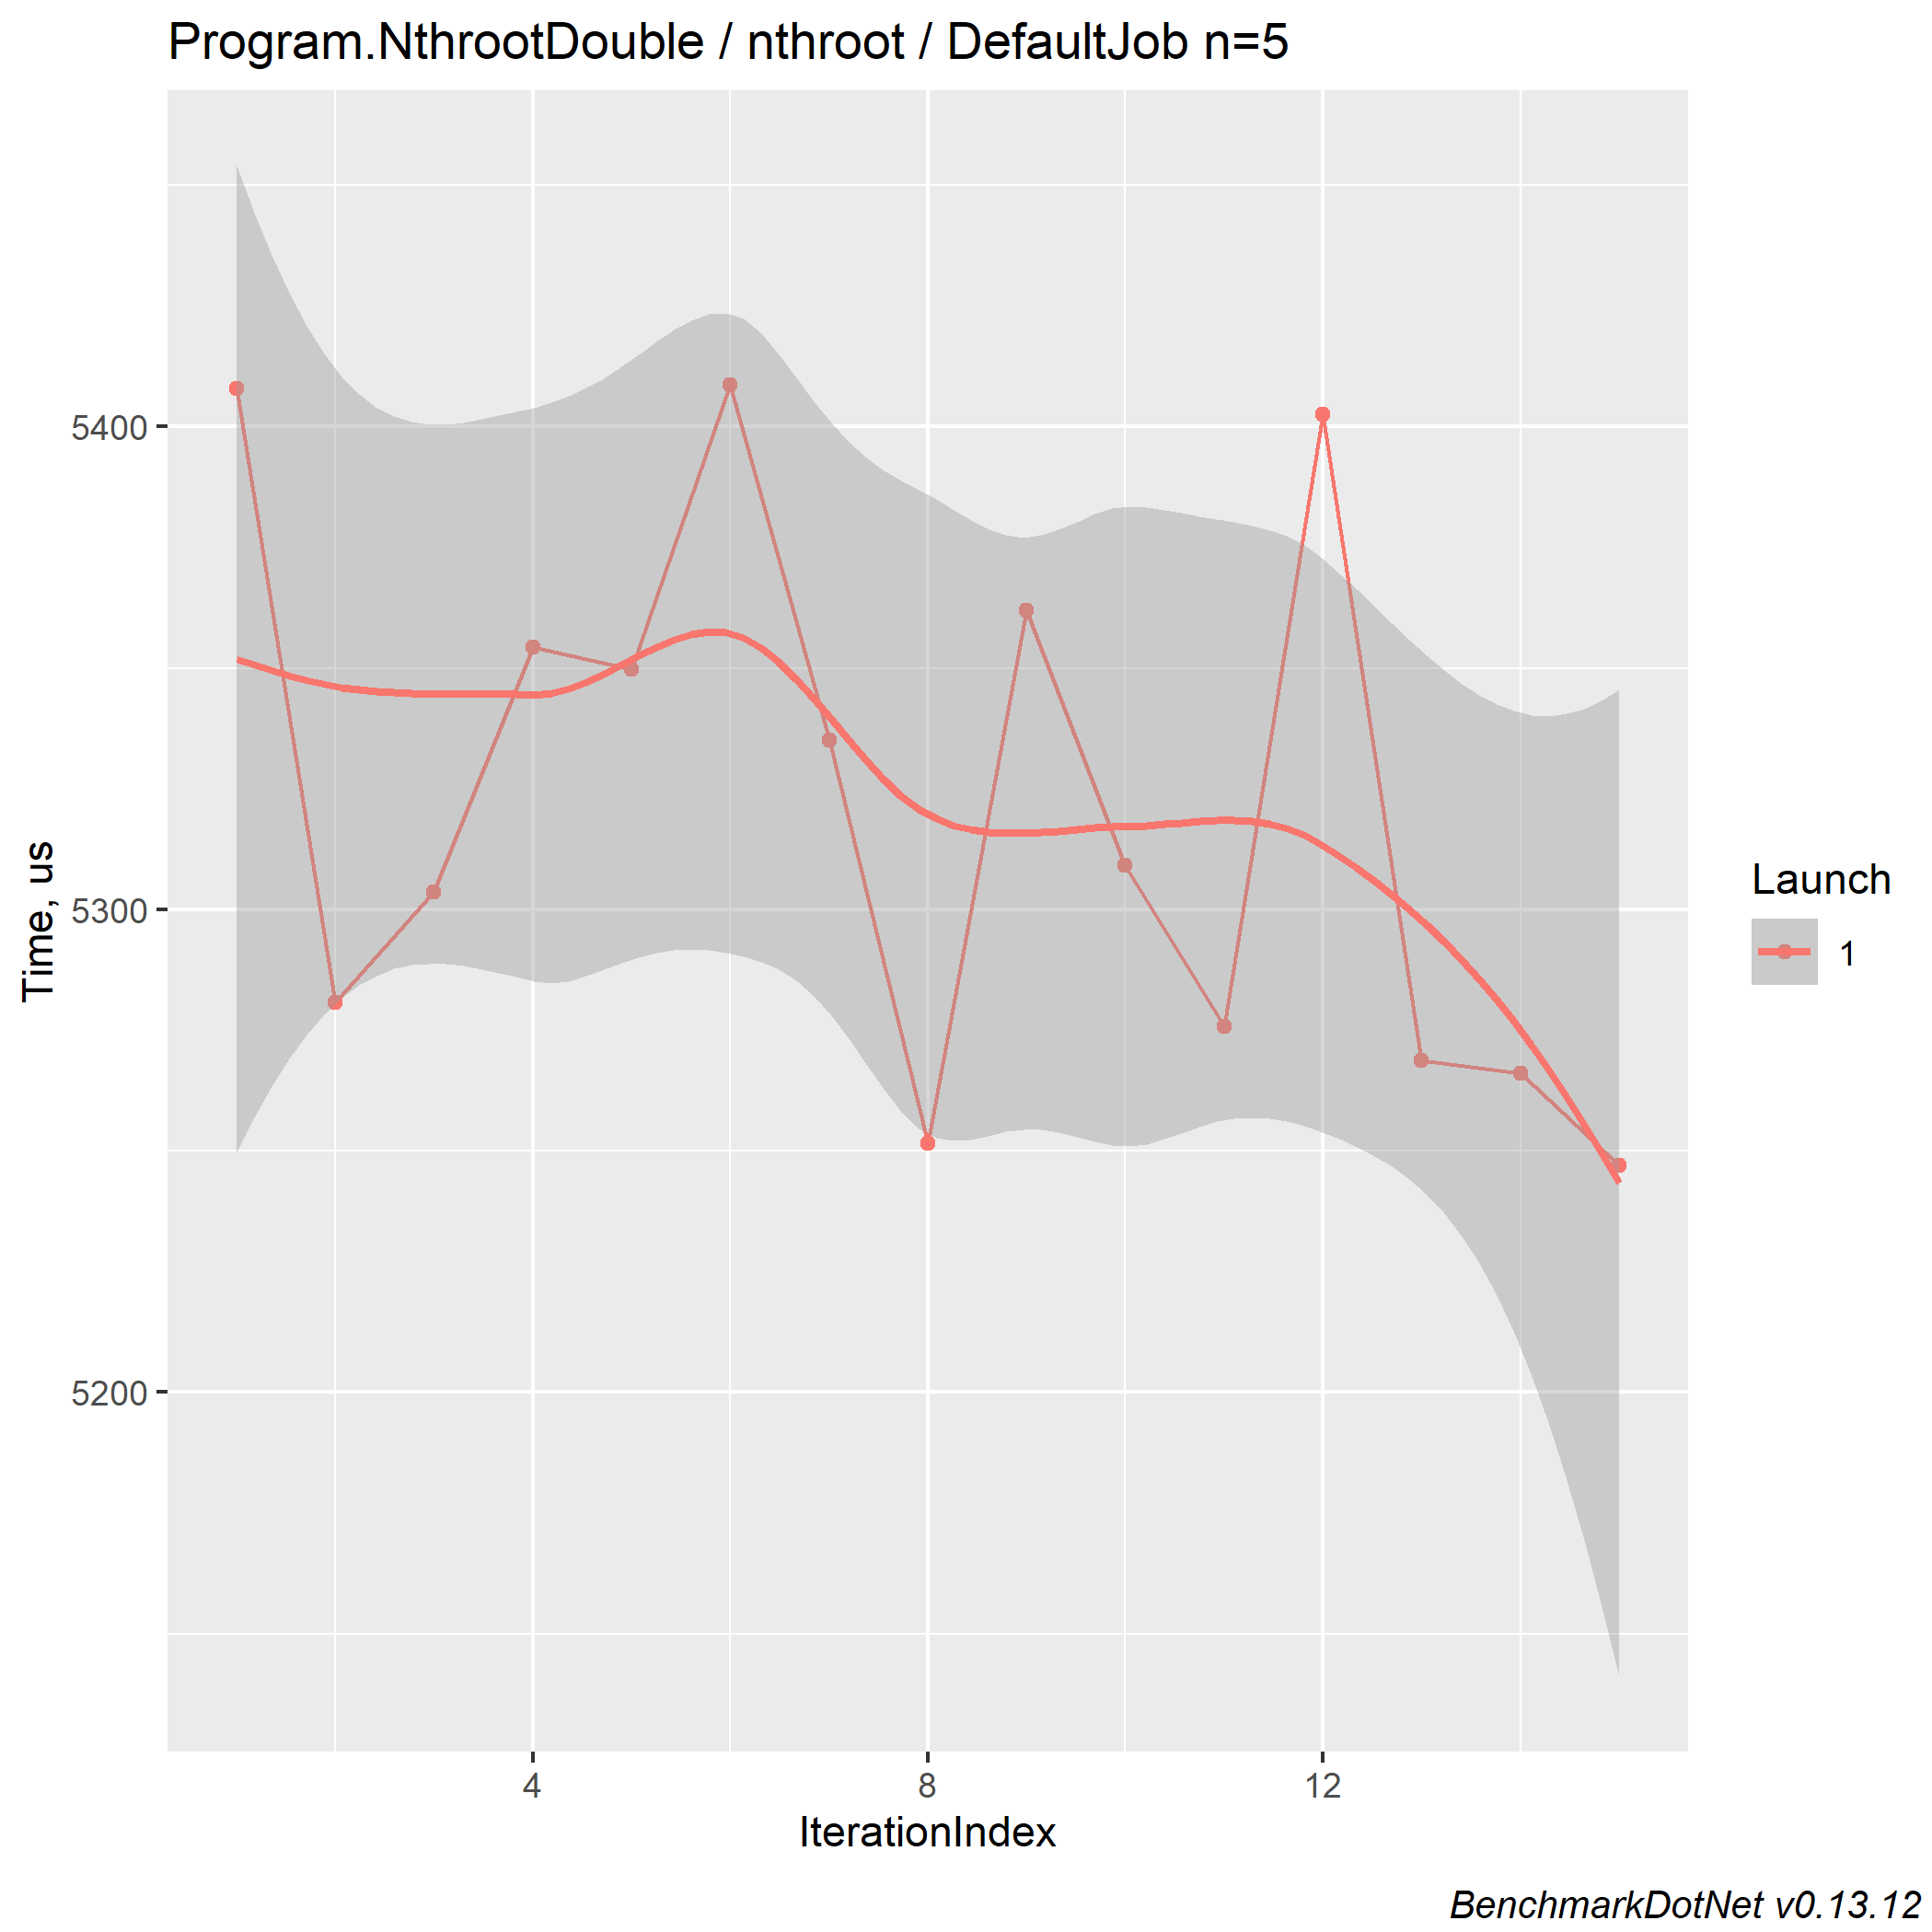 Program.NthrootDouble / nthroot / DefaultJob n=5
Time, us
5400
5300
5200
4
8
12
IterationIndex
Launch
1
BenchmarkDotNet v0.13.12